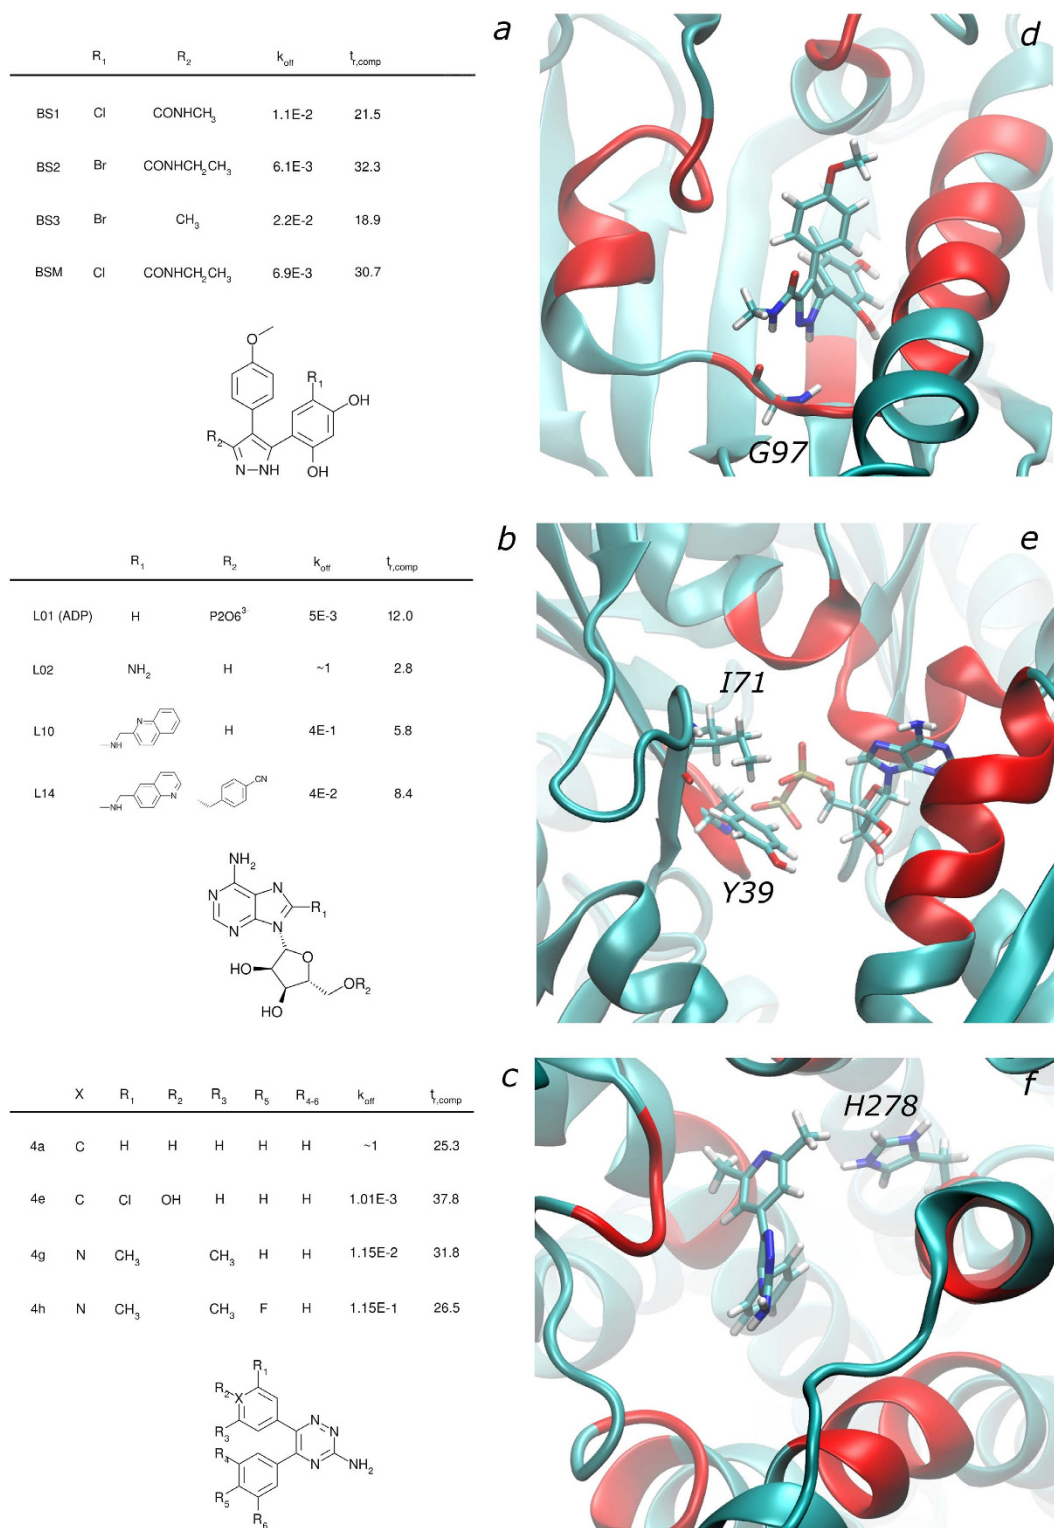 a
R1 R2 koff tr,comp
BS1 Cl CONHCH3 1.1E-2 21.5
BS2 Br CONHCH2CH3 6.1E-3 32.3
BS3 Br CH3 2.2E-2 18.9
BSM Cl CONHCH2CH3 6.9E-3 30.7
O
R1
OH
R2
N NH
OH
d
G97
b
R1 R2 koff tr,comp
L01 (ADP) H P2O6 3- 5E-3 12.0
L02 NH2 H ~1 2.8
L10 N NH H 4E-1 5.8
L14 N NH CN 4E-2 8.4
NH2
N N
R1
N N
O
HO
OR2
HO
e
I71
Y39
c
X R1 R2 R3 R5 R4-6 koff tr,comp
4a C H H H H H ~1 25.3
4e C Cl OH H H H 1.01E-3 37.8
4g N CH3 CH3 H H 1.15E-2 31.8
4h N CH3 CH3 F H 1.15E-1 26.5
R1
R2 X
R3 N N
R4 N NH2
R5
R6
f
H278